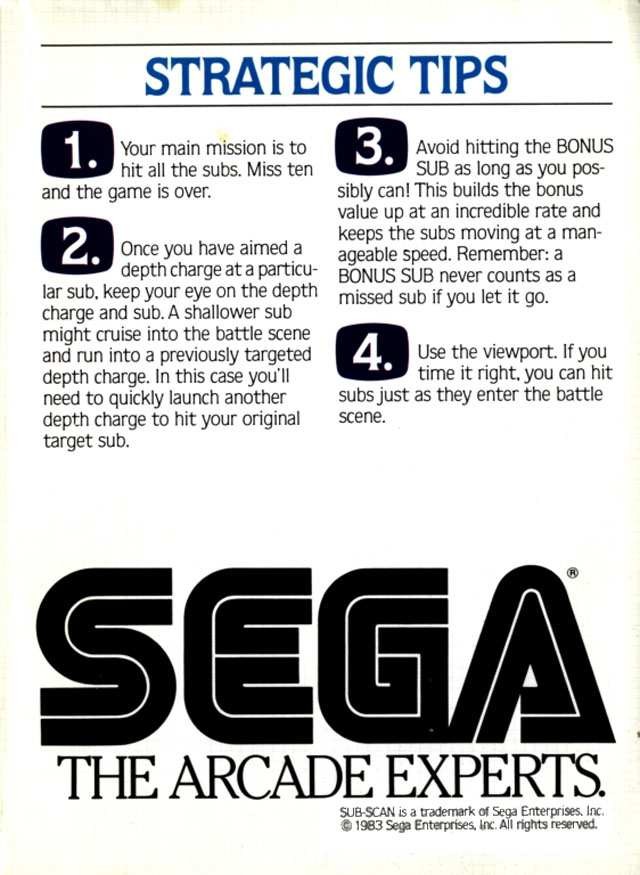 STRATEGIC TIPS
1. Your main mission is to
hit all the subs. Miss ten
and the game is over.
2. Once you have aimed a
depth charge at a particu-
lar sub, keep your eye on the depth
charge and sub. A shallower sub
might cruise into the battle scene
and run into a previously targeted
depth charge. In this case you'll
need to quickly launch another
depth charge to hit your original
target sub.
3. Avoid hitting the BONUS
SUB as long as you pos-
sibly can! This builds the bonus
value up at an incredible rate and
keeps the subs moving at a man-
ageable speed. Remember: a
BONUS SUB never counts as a
missed sub if you let it go.
4. Use the viewport. If you
time it right, you can hit
subs just as they enter the battle
scene.
SEGA®
THE ARCADE EXPERTS.
SUB-SCAN is a trademark of Sega Enterprises, Inc.
© 1983 Sega Enterprises, Inc. All rights reserved.